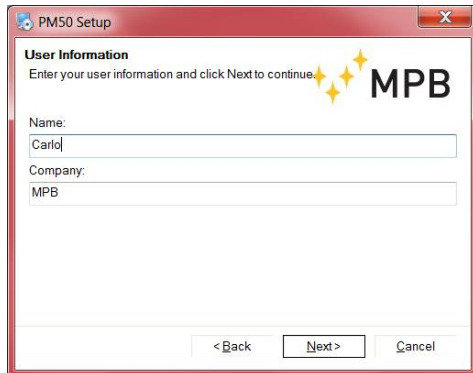 PM50 Setup
User Information
Enter your user information and click Next to continue.
MPB
Name:
Carlo
Company:
MPB
< Back
Next >
Cancel